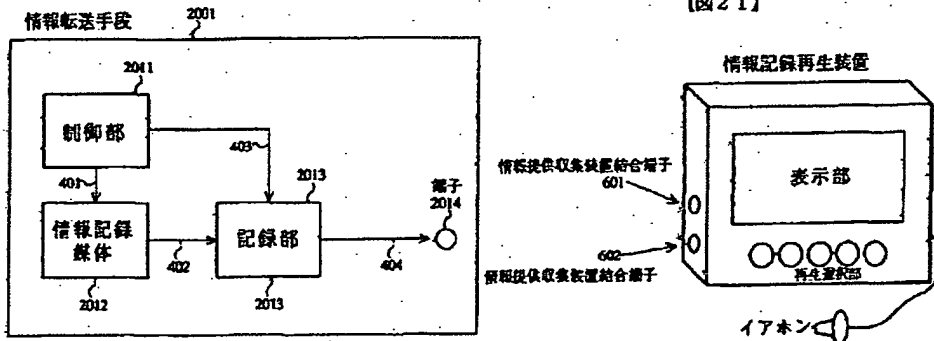 【図21】
情報転送手段
2001
2011
制御部
401
403
情報記録
媒体
2012
402
2013
記録部
2013
404
端子
2014
情報記録再生装置
情報提供収集装置結合端子
601
表示部
602
情報提供収集装置結合端子
再生選択部
イアホン